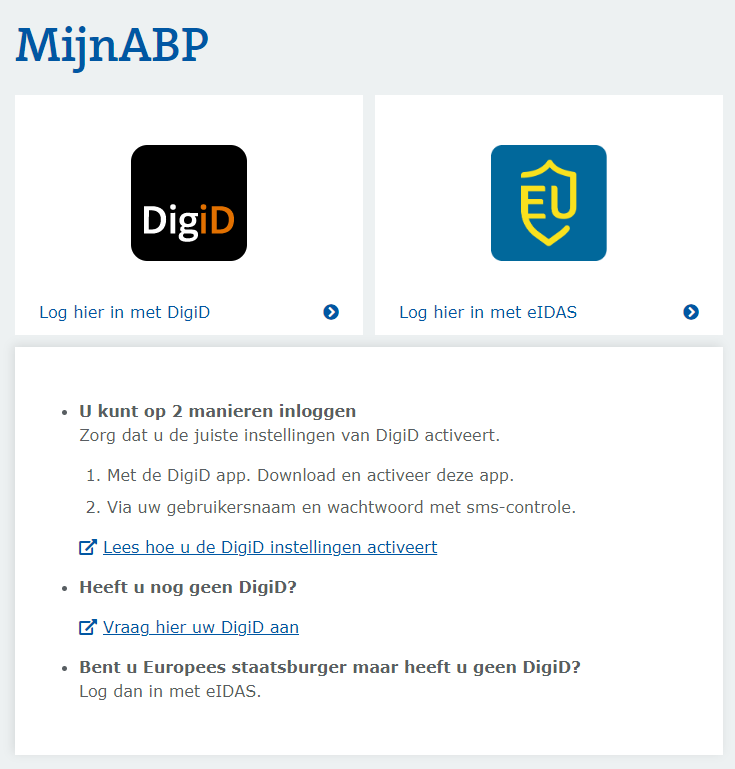 MijnABP
DigiD
EU
Log hier in met DigiD
Log hier in met eIDAS
• U kunt op 2 manieren inloggen
Zorg dat u de juiste instellingen van DigiD activeert.
1. Met de DigiD app. Download en activeer deze app.
2. Via uw gebruikersnaam en wachtwoord met sms-controle.
Lees hoe u de DigiD instellingen activeert
• Heeft u nog geen DigiD?
Vraag hier uw DigiD aan
• Bent u Europees staatsburger maar heeft u geen DigiD?
Log dan in met eIDAS.